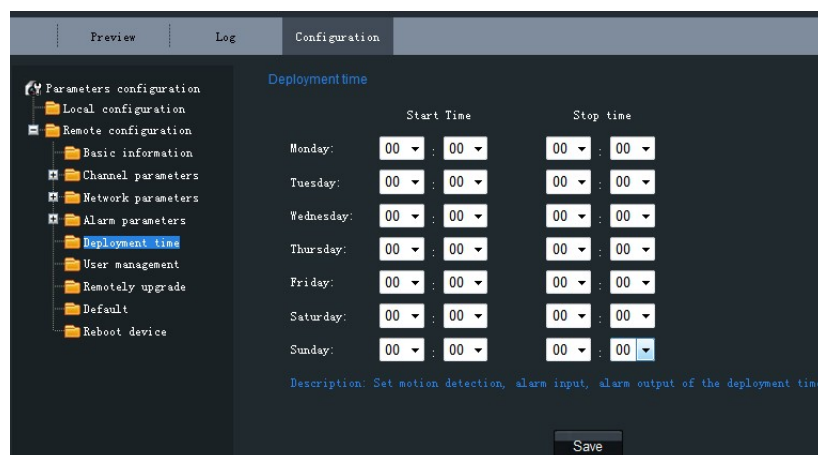 Preview Log Configuration
Parameters configuration
Local configuration
Remote configuration
Basic information
Channel parameters
Network parameters
Alarm parameters
Deployment time
User management
Remotely upgrade
Default
Reboot device
Deployment time
Start Time Stop time
Monday: 00 : 00 00 : 00
Tuesday: 00 : 00 00 : 00
Wednesday: 00 : 00 00 : 00
Thursday: 00 : 00 00 : 00
Friday: 00 : 00 00 : 00
Saturday: 00 : 00 00 : 00
Sunday: 00 : 00 00 : 00
Description: Set motion detection, alarm input, alarm output of the deployment tim
Save